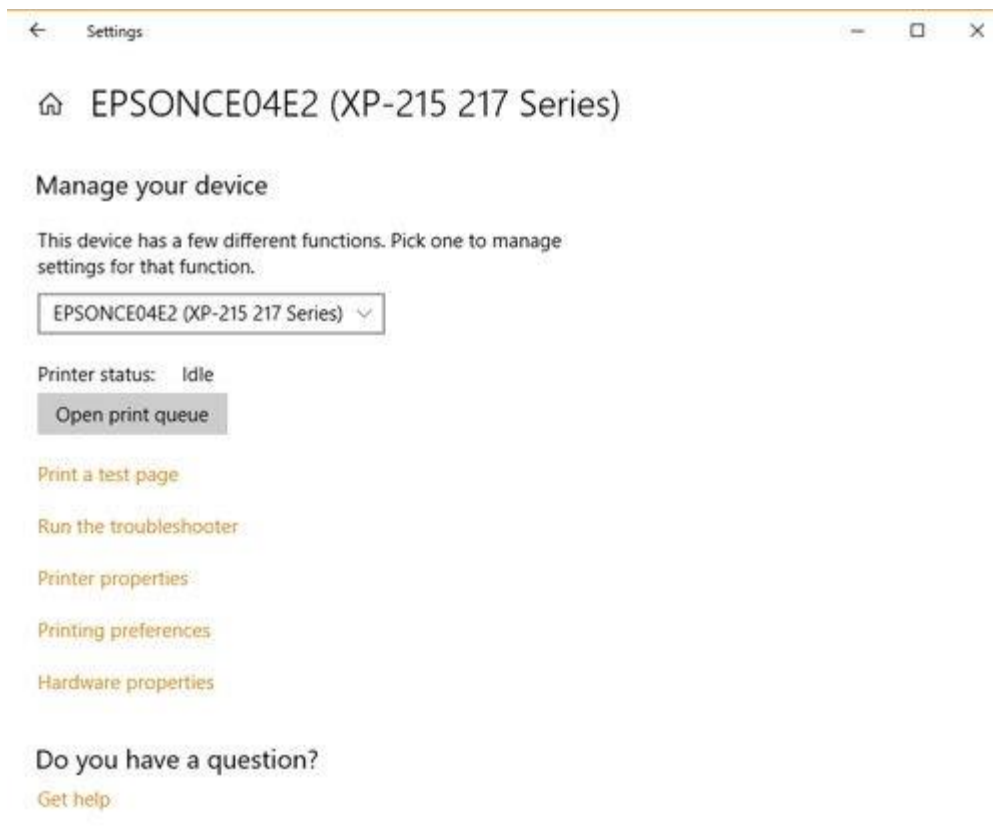 Settings
EPSONCE04E2 (XP-215 217 Series)
Manage your device
This device has a few different functions. Pick one to manage
settings for that function.
EPSONCE04E2 (XP-215 217 Series)
Printer status: Idle
Open print queue
Print a test page
Run the troubleshooter
Printer properties
Printing preferences
Hardware properties
Do you have a question?
Get help